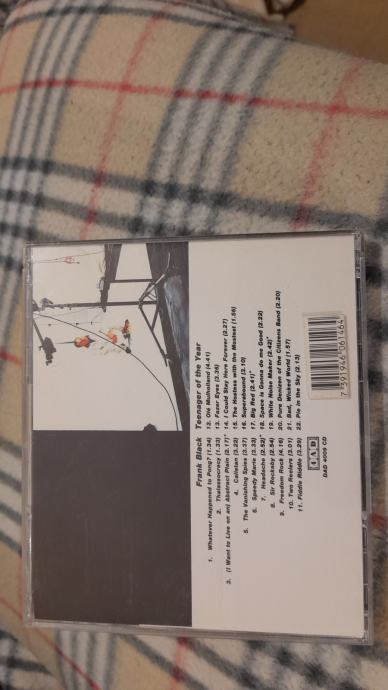 Frank Black Teenager of the Year
1. Whatever Happened to Pong? (1.34)
2. Thalassocracy (1.33)
3. (I Want to Live on an) Abstract Plain (2.17)*
4. Calistan (3.22)
5. The Vanishing Spies (3.37)
6. Speedy Marie (3.33)
7. Headache (2.52)*
8. Sir Rockaby (2.54)
9. Freedom Rock (4.16)
10. Two Reelers (3.01)
11. Fiddle Riddle (3.29)
12. Olé Mulholland (4.41)
13. Fazer Eyes (3.36)
14. I Could Stay Here Forever (2.27)
15. The Hostess with the Mostest (1.56)
16. Superabound (3.10)
17. Big Red (2.41)*
18. Space is Gonna do me Good (2.22)
19. White Noise Maker (2.42)*
20. Pure Denizen of the Citizens Band (2.20)
21. Bad, Wicked World (1.57)
22. Pie in the Sky (2.13)
4AD
DAD 4009 CD
7 391946 061464